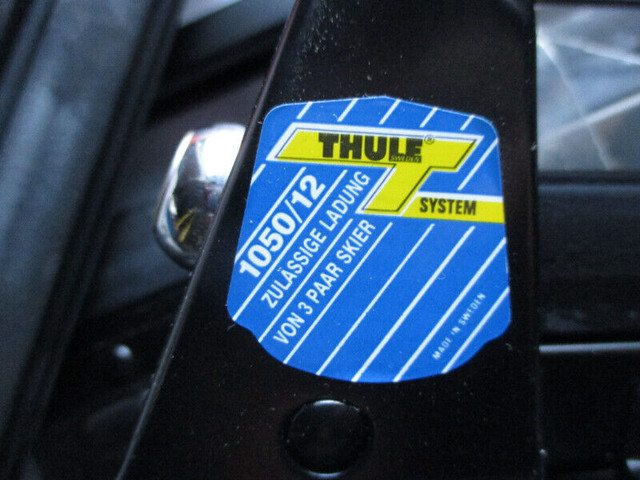 THULE®
SWEDEN
SYSTEM
1050/12
ZULÄSSIGE LADUNG
VON 3 PAAR SKIER
MADE IN SWEDEN